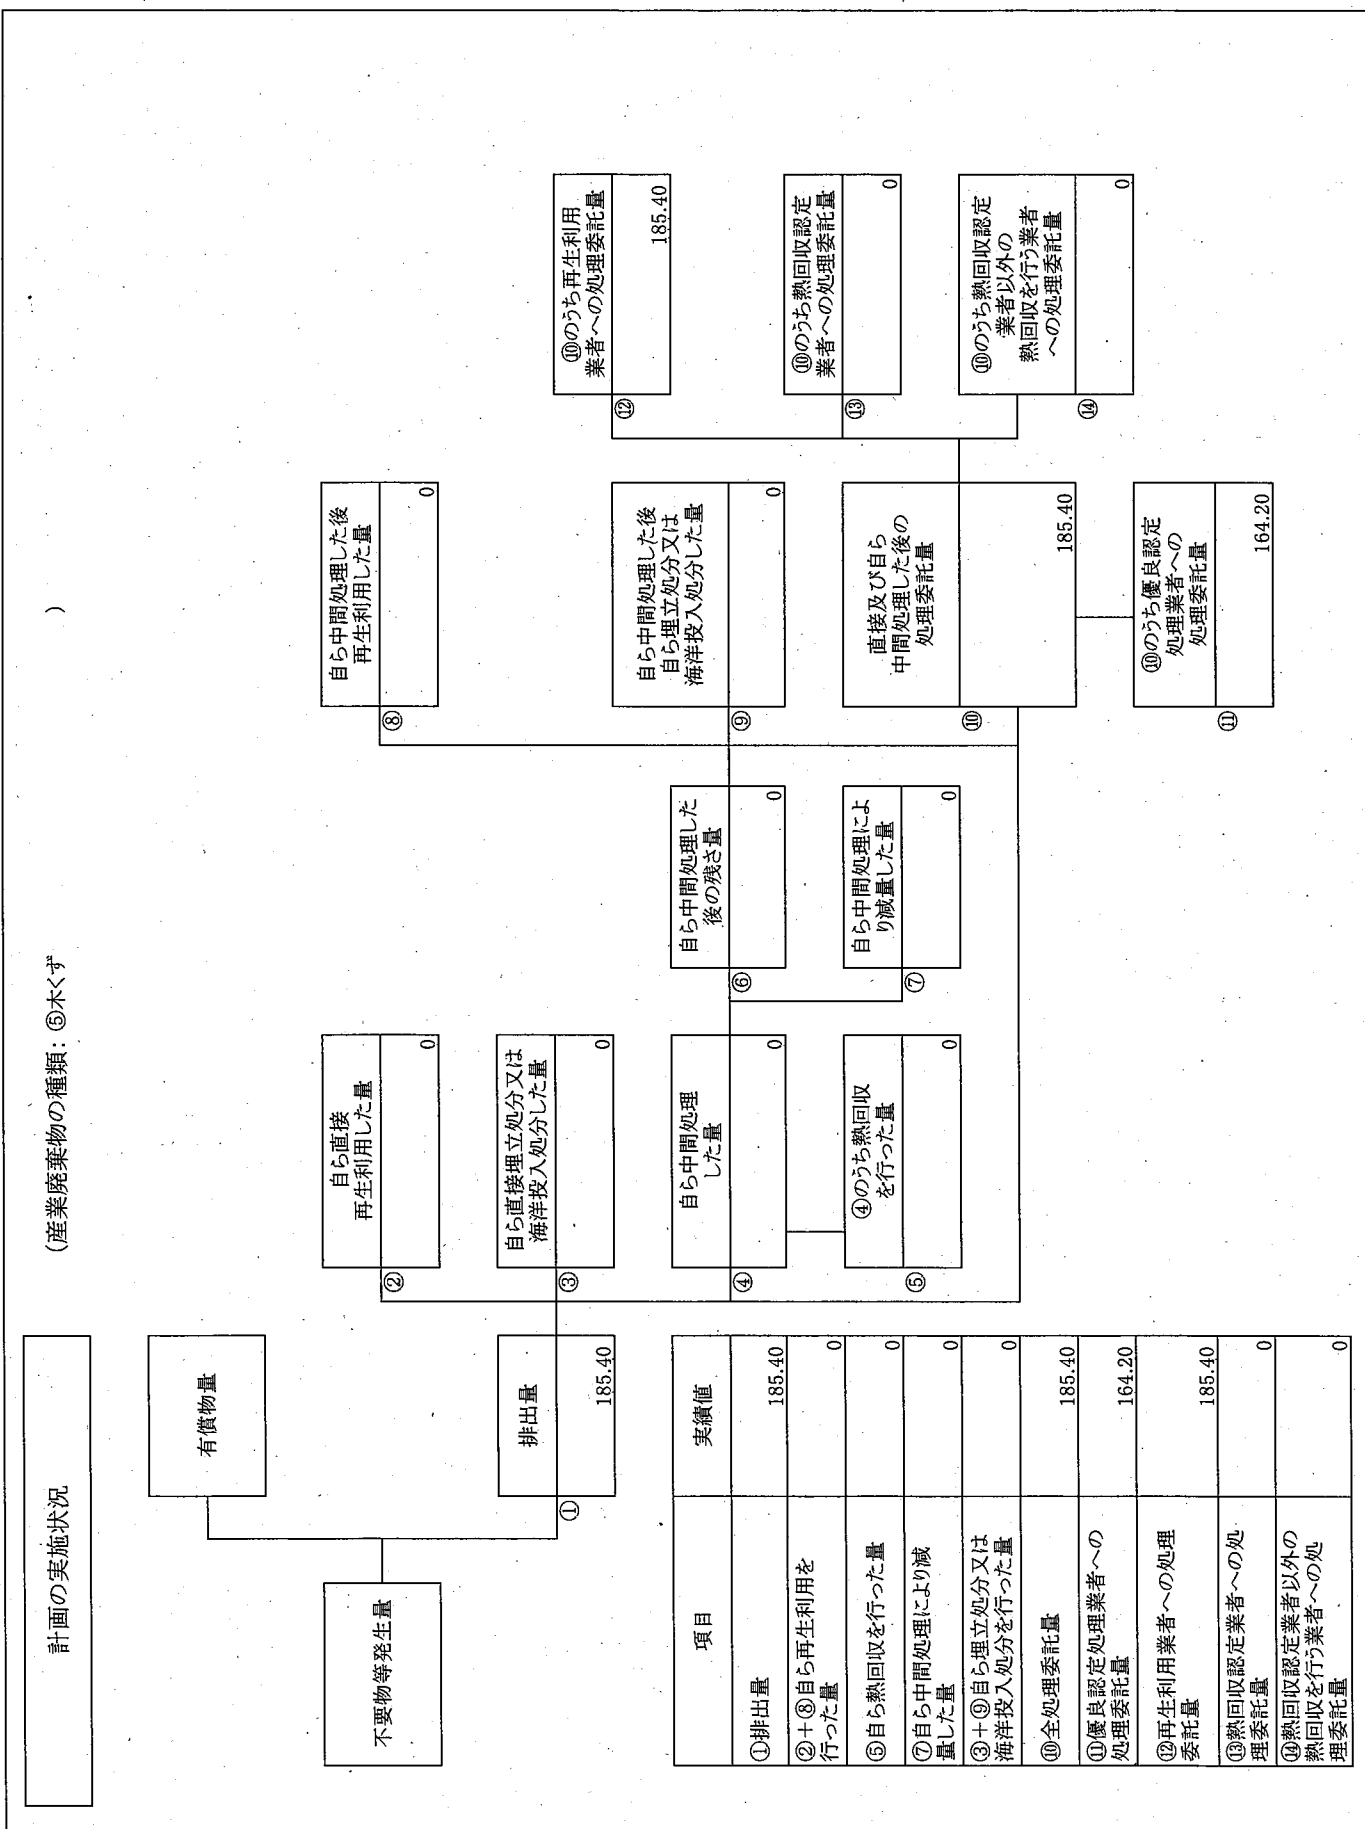 計画の実施状況
(産業廃棄物の種類: ⑤木くず
)
不要物等発生量
有償物量
排出量
①
185.40
自ら直接
再生利用した量
②
0
自ら直接埋立処分又は
海洋投入処分した量
③
0
自ら中間処理
した量
④
0
④のうち熱回収
を行った量
⑤
0
自ら中間処理した
後の残さ量
⑥
0
自ら中間処理によ
り減量した量
⑦
0
自ら中間処理した後
再生利用した量
⑧
0
自ら中間処理した後
自ら埋立処分又は
海洋投入処分した量
⑨
0
直接及び自ら
中間処理した後の
処理委託量
⑩
185.40
⑩のうち優良認定
処理業者への
処理委託量
⑪
164.20
⑩のうち再生利用
業者への処理委託量
⑫
185.40
⑩のうち熱回収認定
業者への処理委託量
⑬
0
⑩のうち熱回収認定
業者以外の
熱回収を行う業者
への処理委託量
⑭
0
項目 実績値
①排出量 185.40
②+⑧自ら再生利用を
行った量 0
⑤自ら熱回収を行った量 0
⑦自ら中間処理により減
量した量 0
③+⑨自ら埋立処分又は
海洋投入処分を行った量 0
⑩全処理委託量 185.40
⑪優良認定処理業者への
処理委託量 164.20
⑫再生利用業者への処理
委託量 185.40
⑬熱回収認定業者への処
理委託量 0
⑭熱回収認定業者以外の
熱回収を行う業者への処
理委託量 0